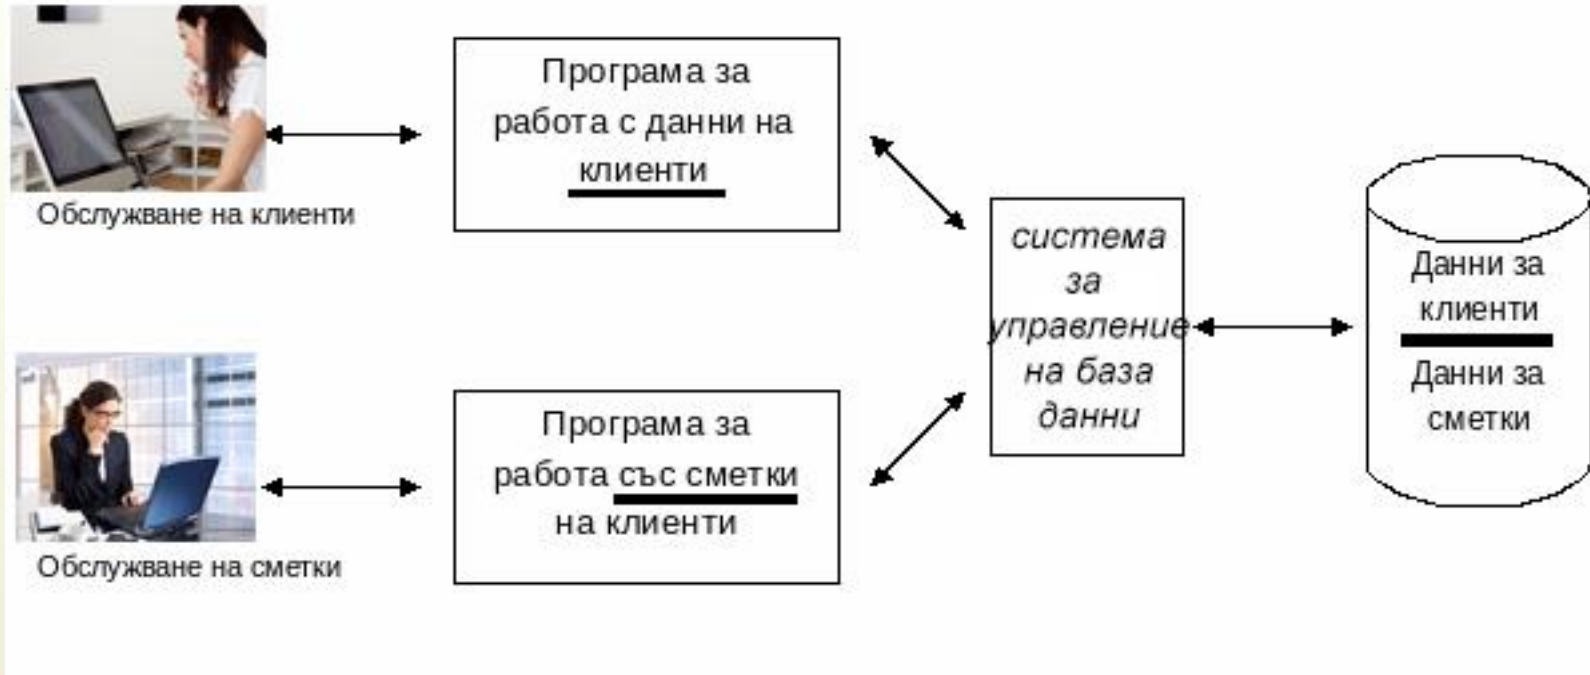 Програма за
работа с данни на
клиенти
Обслужване на клиенти
система
за
управление
на база
данни
Данни за
клиенти
Данни за
сметки
Програма за
работа със сметки
на клиенти
Обслужване на сметки